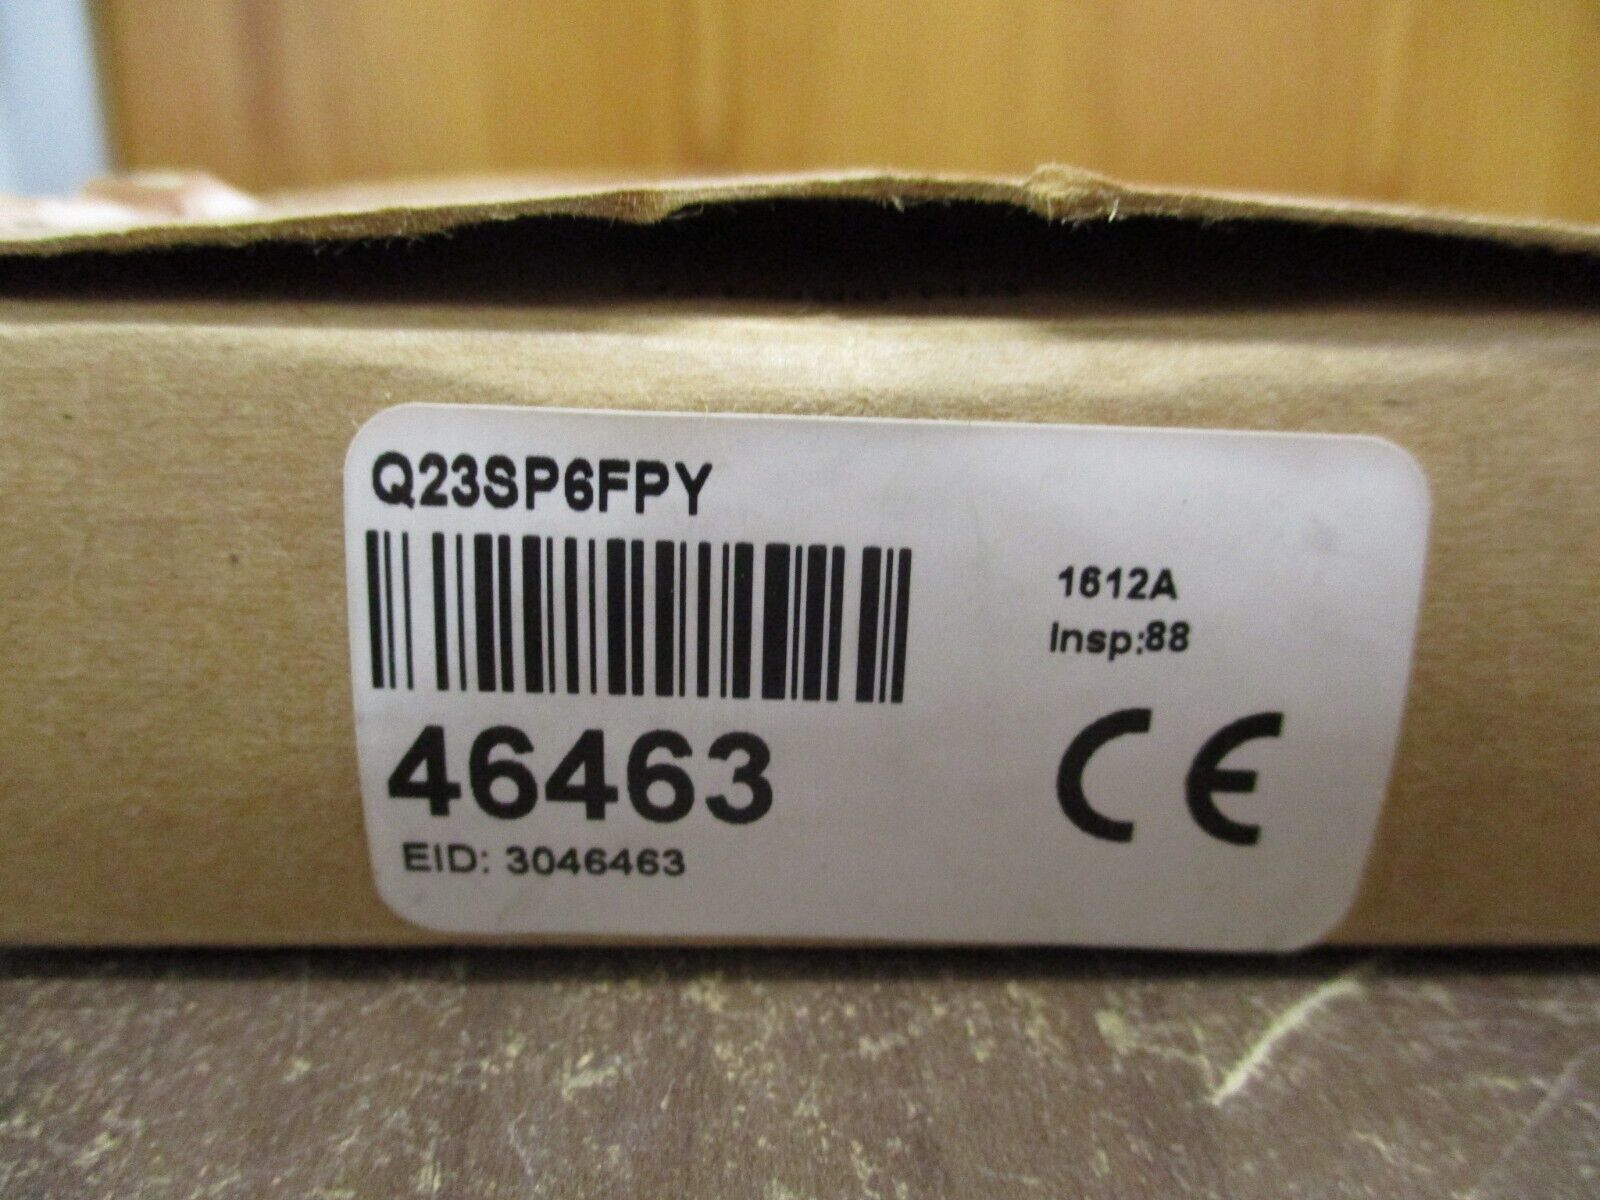 Q23SP6FPY
1612A
Insp:88
46463
CE
EID: 3046463